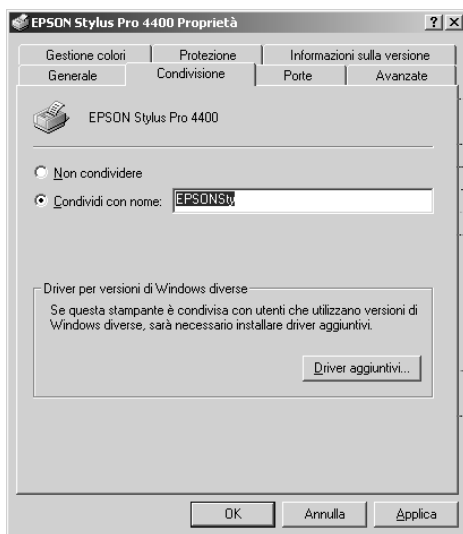 EPSON Stylus Pro 4400 Proprietà
Gestione colori Protezione Informazioni sulla versione
Generale Condivisione Porte Avanzate
EPSON Stylus Pro 4400
Non condividere
Condividi con nome: EPSONSty
Driver per versioni di Windows diverse
Se questa stampante è condivisa con utenti che utilizzano versioni di
Windows diverse, sarà necessario installare driver aggiuntivi.
Driver aggiuntivi...
OK Annulla Applica